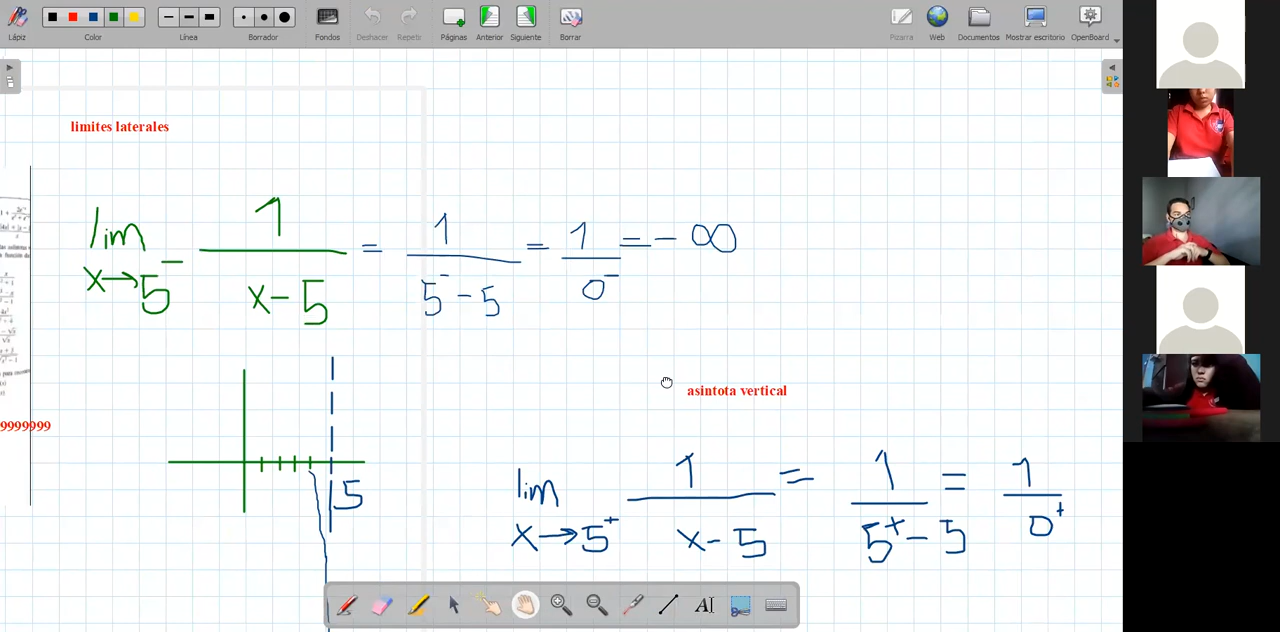 Lápiz Color Línea Borrador Fondos Deshacer Repetir Páginas Anterior Siguiente Borrar Pizarra Web Documentos Mostrar escritorio OpenBoard
limites laterales
lim x→5⁻ 1/(x-5) = 1/(5⁻-5) = 1/0⁻ = -∞
asintota vertical
9999999
5
lim x→5⁺ 1/(x-5) = 1/(5⁺-5) = 1/0⁺
AI